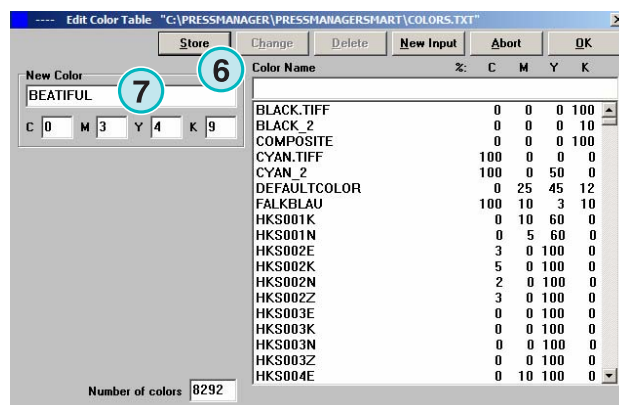 ---- Edit Color Table "C:\PRESSMANAGER\PRESSMANAGERSMART\COLORS.TXT"
Store Change Delete New Input Abort OK
6
New Color
BEATIFUL
7
C 0 M 3 Y 4 K 9
Color Name %: C M Y K
BLACK.TIFF 0 0 0 100
BLACK_2 0 0 0 10
COMPOSITE 0 0 0 100
CYAN.TIFF 100 0 0 0
CYAN_2 100 0 50 0
DEFAULTCOLOR 0 25 45 12
FALKBLAU 100 10 3 10
HKS001K 0 10 60 0
HKS001N 0 5 60 0
HKS002E 3 0 100 0
HKS002K 5 0 100 0
HKS002N 2 0 100 0
HKS002Z 3 0 100 0
HKS003E 0 0 100 0
HKS003K 0 0 100 0
HKS003N 0 0 100 0
HKS003Z 0 0 100 0
HKS004E 0 10 100 0
Number of colors 8292